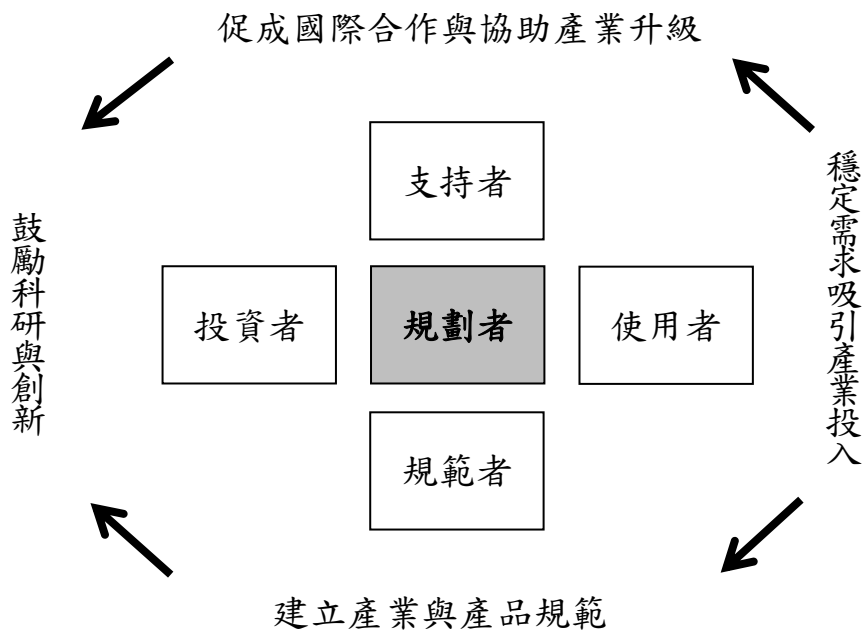 促成國際合作與協助產業升級
支持者
鼓勵科研與創新
投資者
規劃者
使用者
穩定需求吸引產業投入
規範者
建立產業與產品規範